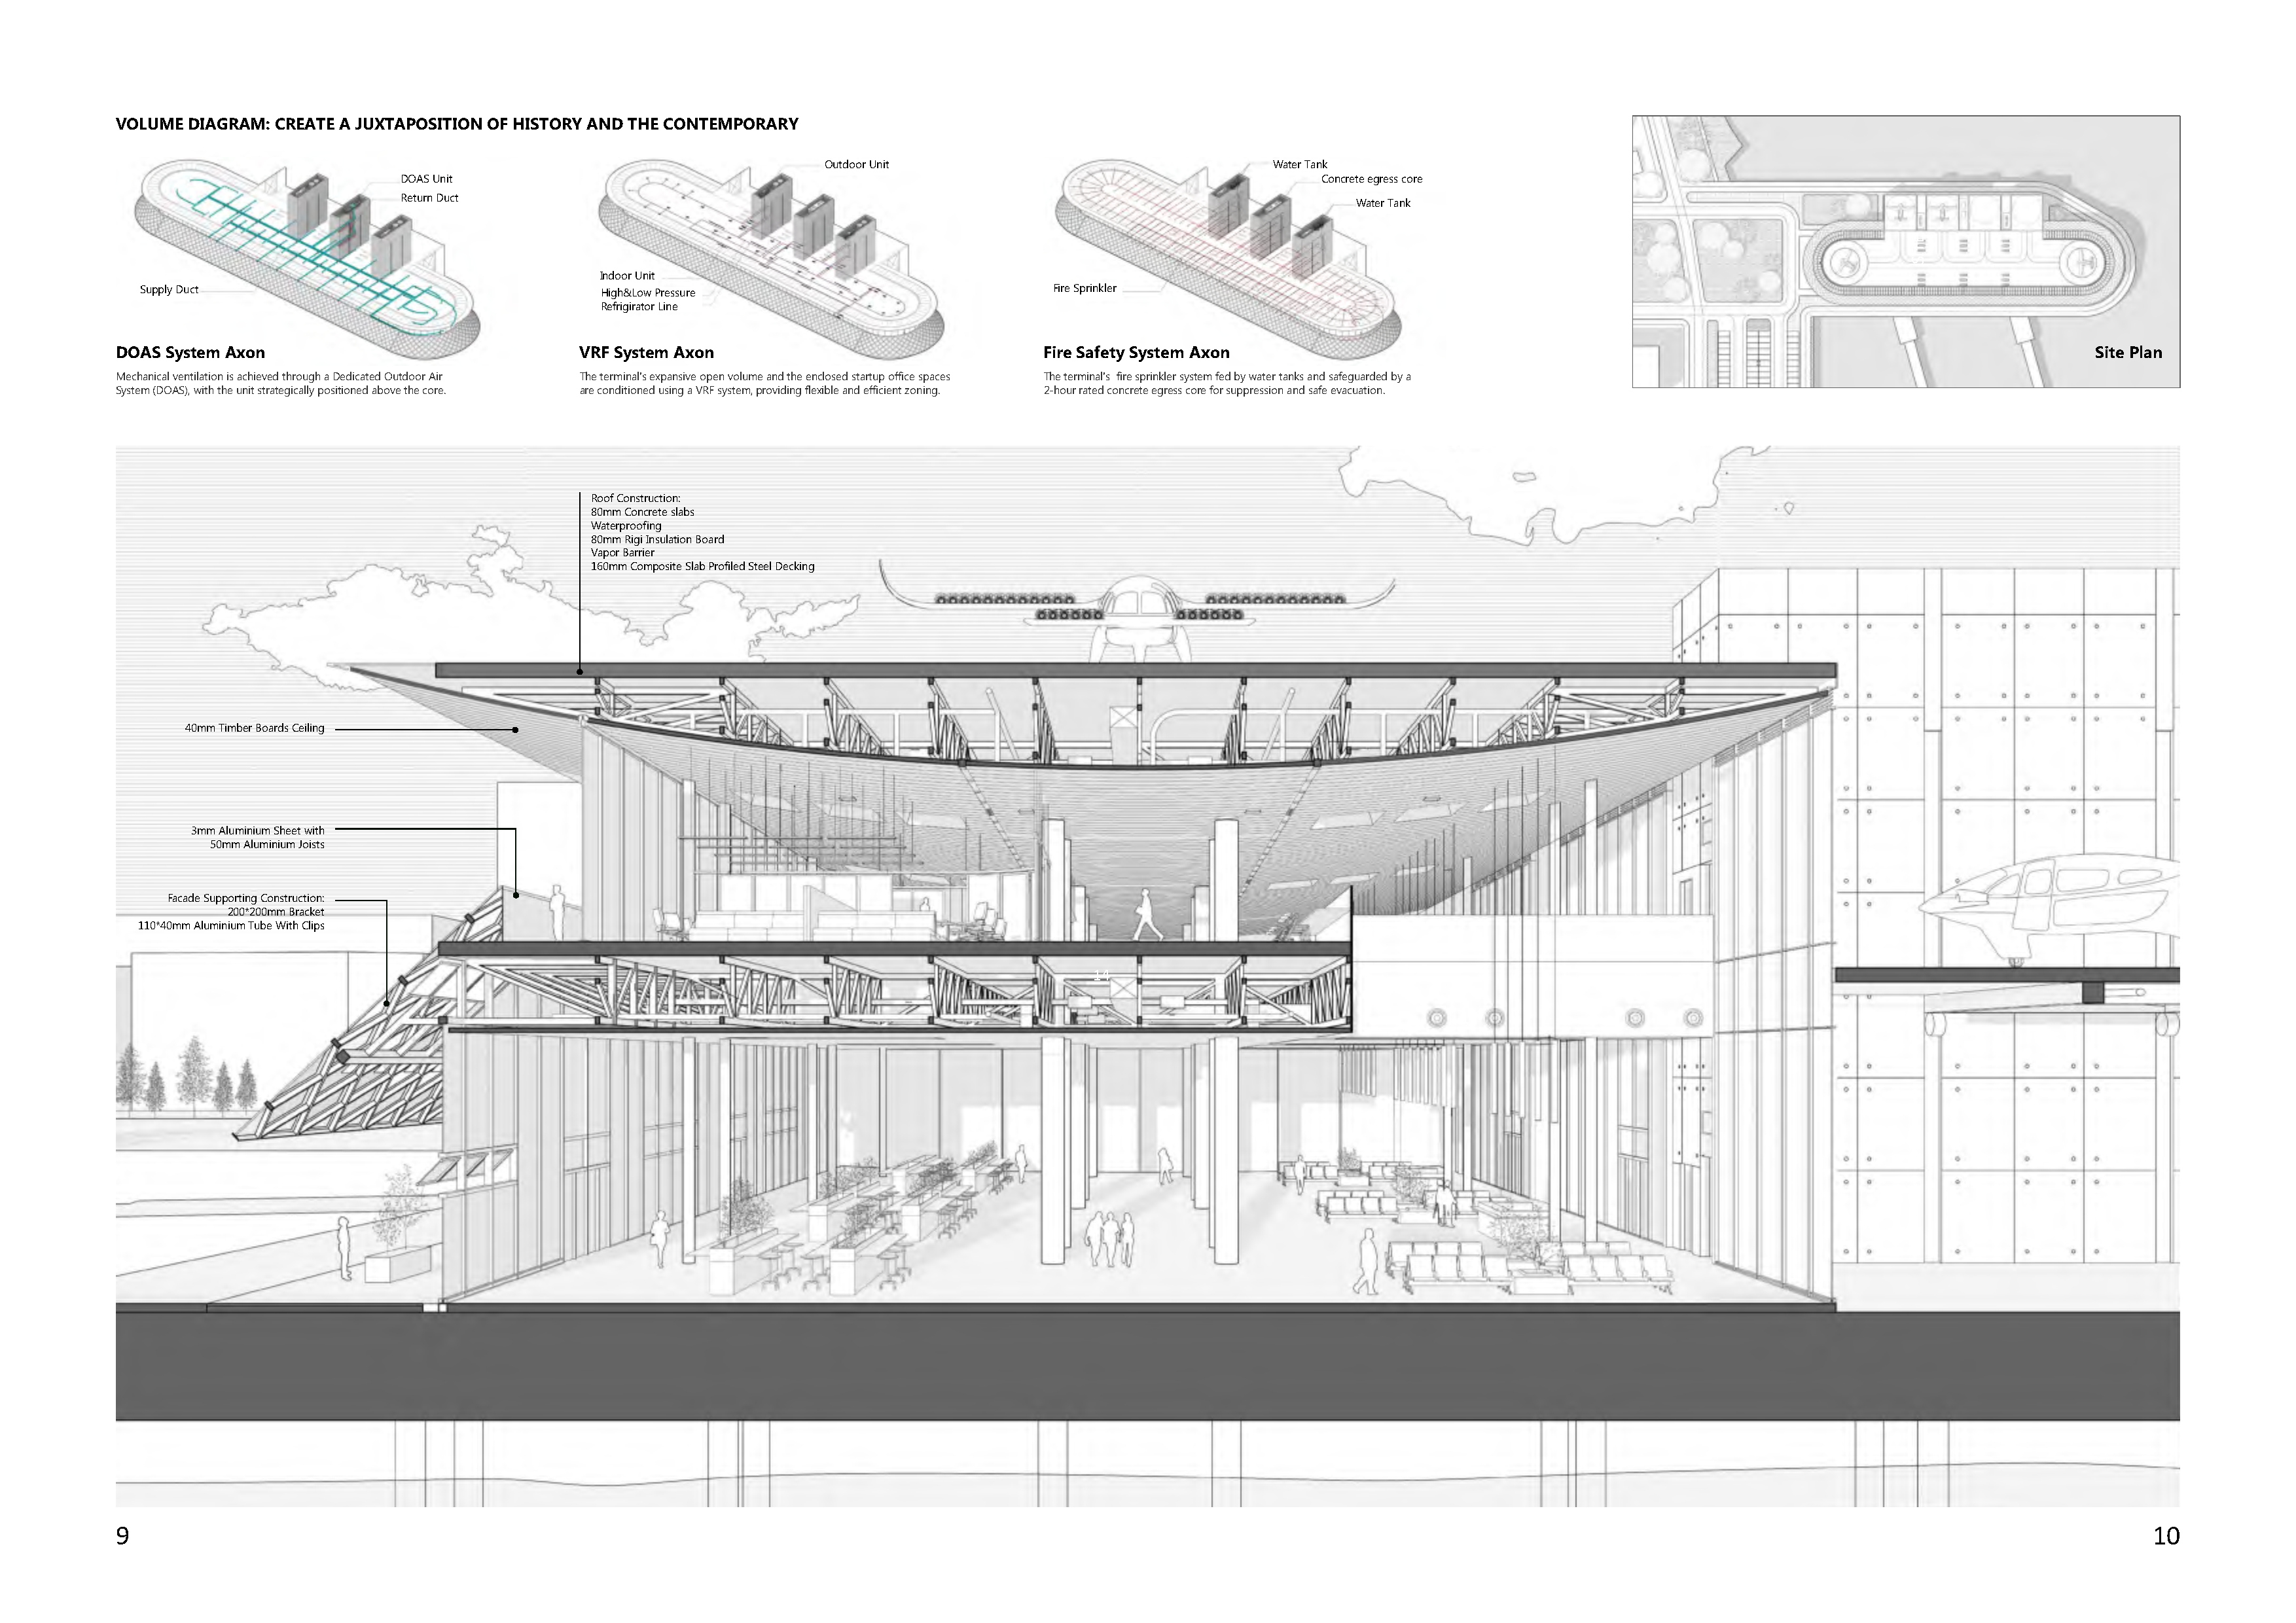 VOLUME DIAGRAM: CREATE A JUXTAPOSITION OF HISTORY AND THE CONTEMPORARY
DOAS Unit
Return Duct
Supply Duct
DOAS System Axon
Mechanical ventilation is achieved through a Dedicated Outdoor Air
System (DOAS), with the unit strategically positioned above the core.
Outdoor Unit
Indoor Unit
High&Low Pressure
Refrigirator Line
VRF System Axon
The terminal's expansive open volume and the enclosed startup office spaces
are conditioned using a VRF system, providing flexible and efficient zoning.
Water Tank
Concrete egress core
Water Tank
Fire Sprinkler
Fire Safety System Axon
The terminal's fire sprinkler system fed by water tanks and safeguarded by a
2-hour rated concrete egress core for suppression and safe evacuation.
Site Plan
Roof Construction:
80mm Concrete slabs
Waterproofing
80mm Rigi Insulation Board
Vapor Barrier
160mm Composite Slab Profiled Steel Decking
40mm Timber Boards Ceiling
3mm Aluminium Sheet with
50mm Aluminium Joists
Facade Supporting Construction:
200*200mm Bracket
110*40mm Aluminium Tube With Clips
14
9
10